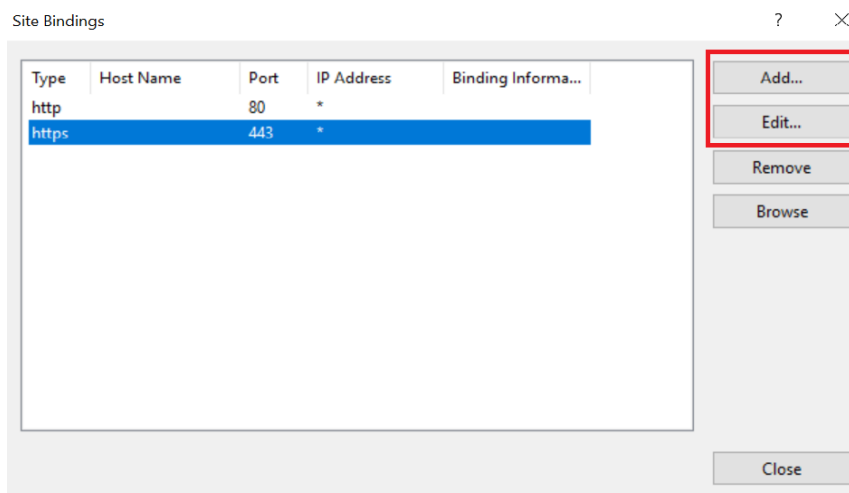 Site Bindings ?
Type Host Name Port IP Address Binding Informa...
http 80 *
https 443 *
Add...
Edit...
Remove
Browse
Close